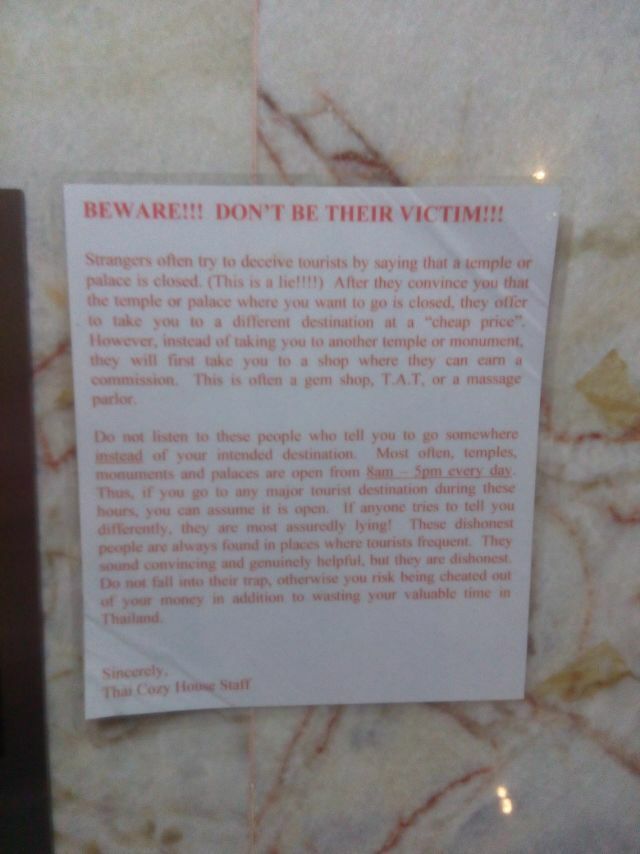 BEWARE!!! DON'T BE THEIR VICTIM!!!
Strangers often try to deceive tourists by saying that a temple or
palace is closed. (This is a lie!!!!) After they convince you that
the temple or palace where you want to go is closed, they offer
to take you to a different destination at a “cheap price”.
However, instead of taking you to another temple or monument,
they will first take you to a shop where they can earn a
commission. This is often a gem shop, T.A.T, or a massage
parlor.
Do not listen to these people who tell you to go somewhere
instead of your intended destination. Most often, temples,
monuments and palaces are open from 8am – 5pm every day.
Thus, if you go to any major tourist destination during these
hours, you can assume it is open. If anyone tries to tell you
differently, they are most assuredly lying! These dishonest
people are always found in places where tourists frequent. They
sound convincing and genuinely helpful, but they are dishonest.
Do not fall into their trap, otherwise you risk being cheated out
of your money in addition to wasting your valuable time in
Thailand.
Sincerely,
Thai Cozy House Staff